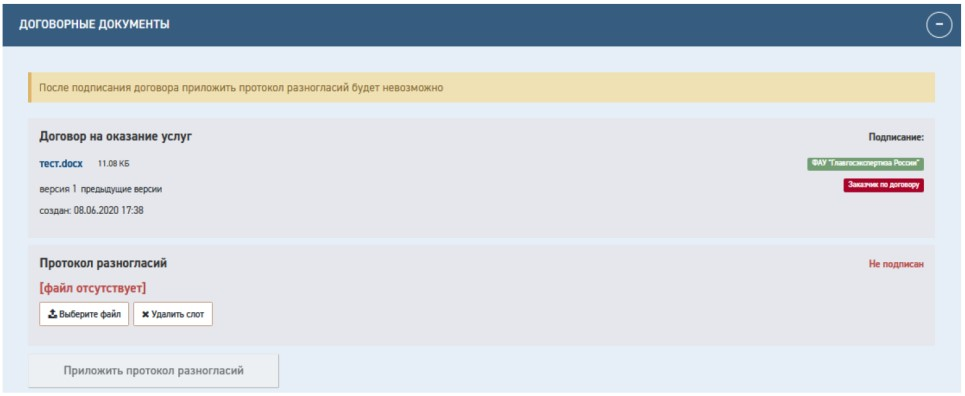 ДОГОВОРНЫЕ ДОКУМЕНТЫ
После подписания договора приложить протокол разногласий будет невозможно
Договор на оказание услуг
Подписание:
тест.docx 11.08 КБ
ФАУ "Главгосэкспертиза России"
Заказчик по договору
версия 1 предыдущие версии
создан: 08.06.2020 17:38
Протокол разногласий
Не подписан
[файл отсутствует]
Выберите файл
Удалить слот
Приложить протокол разногласий